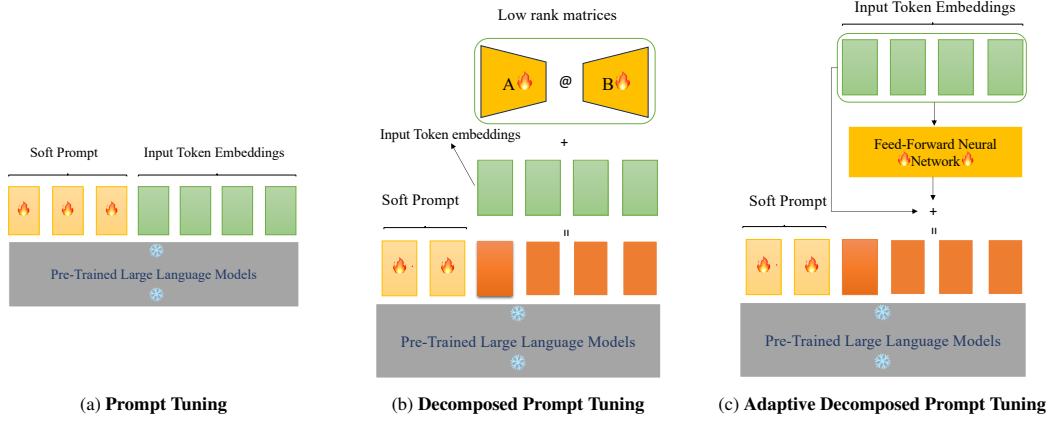 Soft Prompt
Input Token Embeddings
Pre-Trained Large Language Models
(a) Prompt Tuning
Low rank matrices
A @ B
Input Token embeddings
+
Soft Prompt
=
Pre-Trained Large Language Models
(b) Decomposed Prompt Tuning
Input Token Embeddings
Feed-Forward Neural
Network
+
Soft Prompt
=
Pre-Trained Large Language Models
(c) Adaptive Decomposed Prompt Tuning